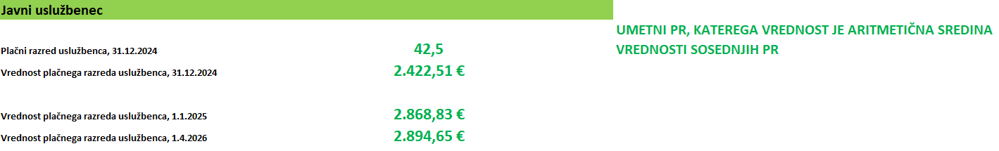 Javni uslužbenec
UMETNI PR, KATEREGA VREDNOST JE ARITMETIČNA SREDINA
VREDNOSTI SOSEDNJIH PR
Plačni razred uslužbenca, 31.12.2024 42,5
Vrednost plačnega razreda uslužbenca, 31.12.2024 2.422,51 €
Vrednost plačnega razreda uslužbenca, 1.1.2025 2.868,83 €
Vrednost plačnega razreda uslužbenca, 1.4.2026 2.894,65 €